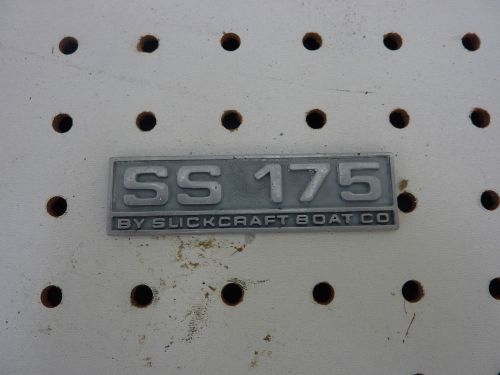 SS 175
BY SLICKCRAFT BOAT CO